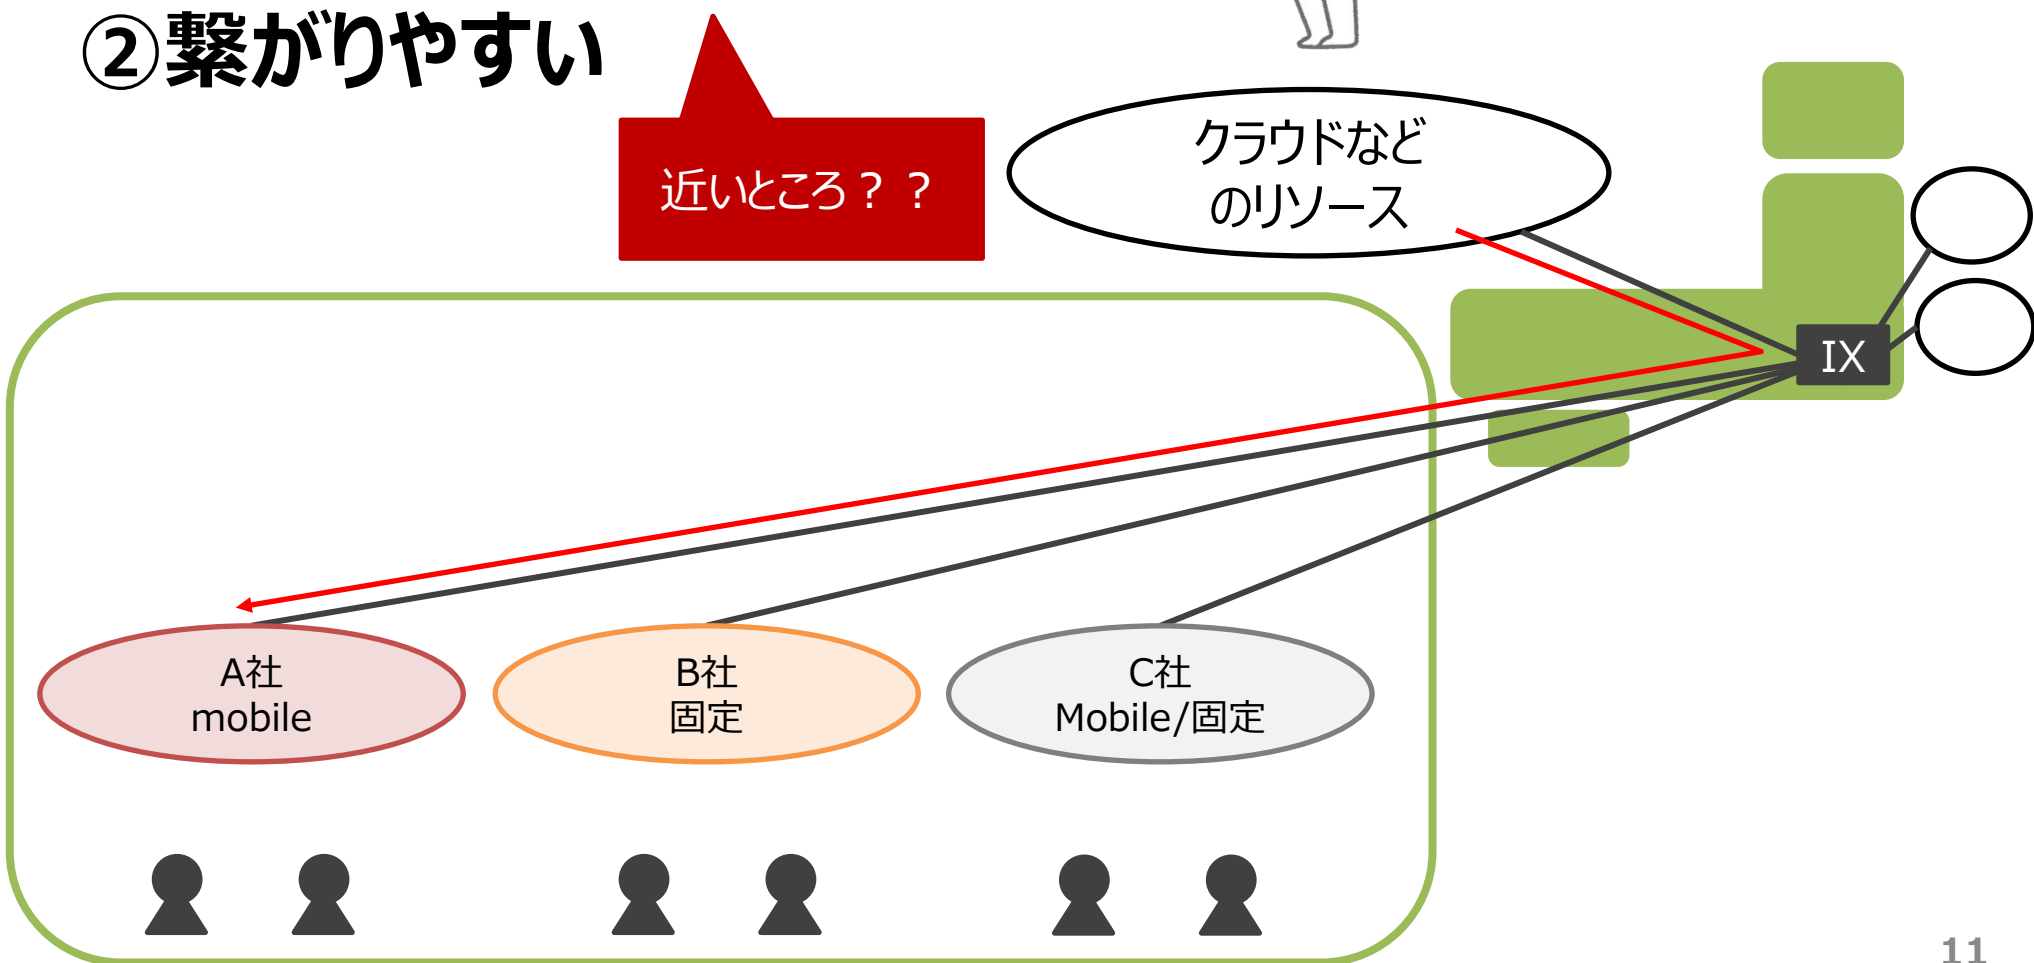 ②繋がりやすい
近いところ？？
クラウドなど
のリソース
IX
A社
mobile
B社
固定
C社
Mobile/固定
11